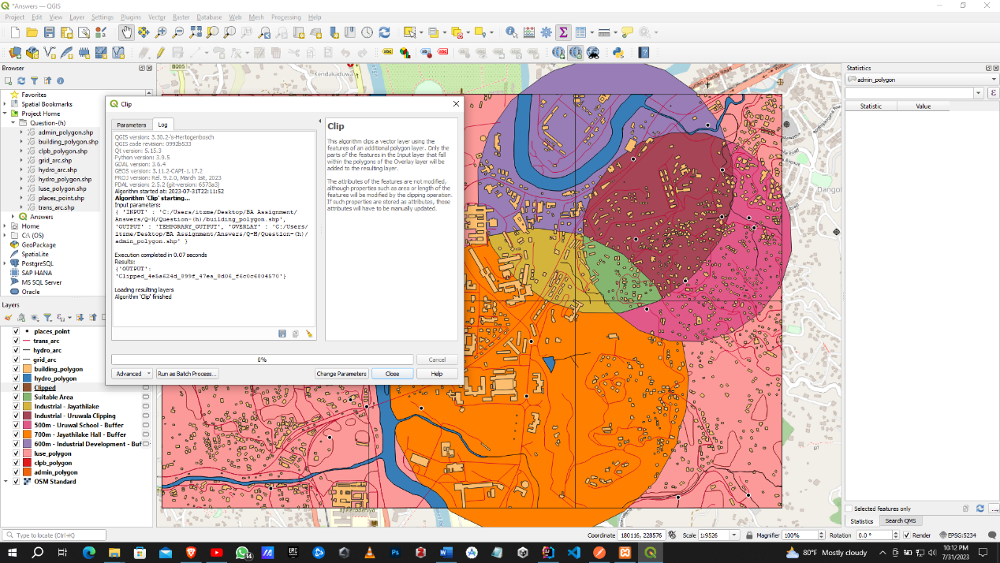 *Answers — QGIS
Project Edit View Layer Settings Plugins Vector Raster Database Web Mesh Processing Help
Browser
Favorites
Spatial Bookmarks
Project Home
Question-(h)
admin_polygon.shp
building_polygon.shp
clpb_polygon.shp
grid_arc.shp
hydro_arc.shp
hydro_polygon.shp
luse_polygon.shp
places_point.shp
trans_arc.shp
Answers
Home
C:\ (OS)
GeoPackage
SpatiaLite
PostgreSQL
SAP HANA
MS SQL Server
Oracle
Layers
places_point
trans_arc
hydro_arc
grid_arc
building_polygon
hydro_polygon
Clipped
Suitable Area
Industrial - Jayathilake
Industrial - Uruwala Clipping
500m - Uruwal School - Buffer
700m - Jayathilake Hall - Buffer
600m - Industrial Development - Buf
luse_polygon
clpb_polygon
admin_polygon
OSM Standard
Clip
Parameters Log
QGIS version: 3.30.2-'s-Hertogenbosch
QGIS code revision: 0992b533
Qt version: 5.15.3
Python version: 3.9.5
GDAL version: 3.6.4
GEOS version: 3.11.2-CAPI-1.17.2
PROJ version: Rel. 9.2.0, March 1st, 2023
PDAL version: 2.5.2 (git-version: 6573a3)
Algorithm started at: 2023-07-31T22:11:52
Algorithm 'Clip' starting…
Input parameters:
{ 'INPUT' : 'C:/Users/itzme/Desktop/BA Assignment/
Answers/Q-H/Question-(h)/building_polygon.shp',
'OUTPUT' : 'TEMPORARY_OUTPUT', 'OVERLAY' : 'C:/Users/
itzme/Desktop/BA Assignment/Answers/Q-H/Question-(h)/
admin_polygon.shp' }
Execution completed in 0.07 seconds
Results:
{'OUTPUT':
'Clipped_4e5a624d_099f_47ea_8d06_f6c0c6804570'}
Loading resulting layers
Algorithm 'Clip' finished
Clip
This algorithm clips a vector layer using the
features of an additional polygon layer. Only the
parts of the features in the Input layer that fall
within the polygons of the Overlay layer will be
added to the resulting layer.
The attributes of the features are not modified,
although properties such as area or length of the
features will be modified by the clipping operation.
If such properties are stored as attributes, those
attributes will have to be manually updated.
0%
Cancel
Advanced Run as Batch Process… Change Parameters Close Help
B005
Kendakaduwa
Dangol
Statistics
admin_polygon
Statistic Value
Selected features only
Statistics Search QMS
Type to locate (Ctrl+K)
Coordinate 180116, 228576 Scale 1:9526 Magnifier 100% Rotation 0.0 ° Render EPSG:5234
14
80°F Mostly cloudy
10:12 PM
7/31/2023